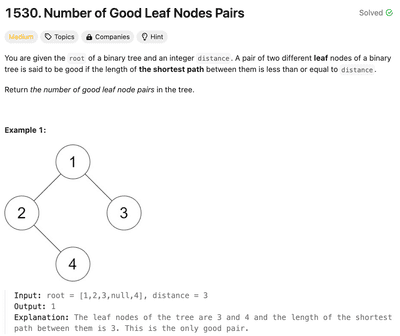 1530. Number of Good Leaf Nodes Pairs
Solved
Medium Topics Companies Hint
You are given the root of a binary tree and an integer distance. A pair of two different leaf nodes of a binary
tree is said to be good if the length of the shortest path between them is less than or equal to distance.
Return the number of good leaf node pairs in the tree.
Example 1:
1
2 3
4
Input: root = [1,2,3,null,4], distance = 3
Output: 1
Explanation: The leaf nodes of the tree are 3 and 4 and the length of the shortest
path between them is 3. This is the only good pair.